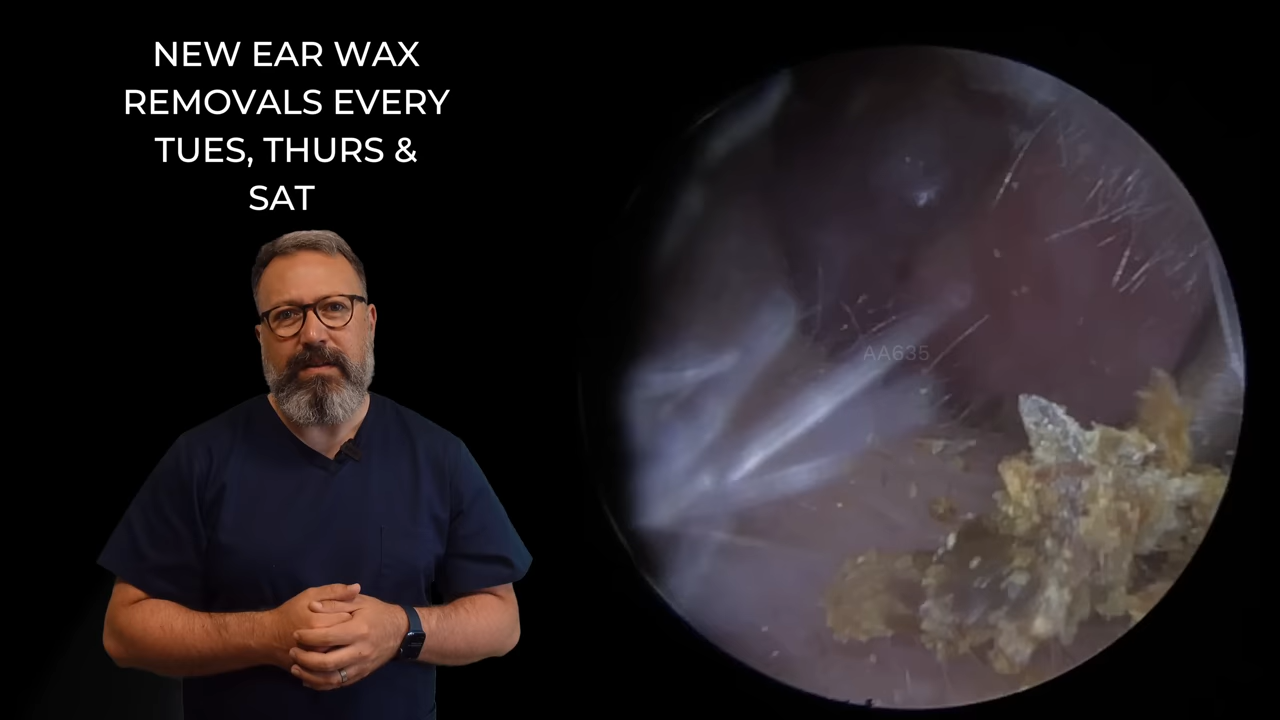 NEW EAR WAX
REMOVALS EVERY
TUES, THURS &
SAT
AA635